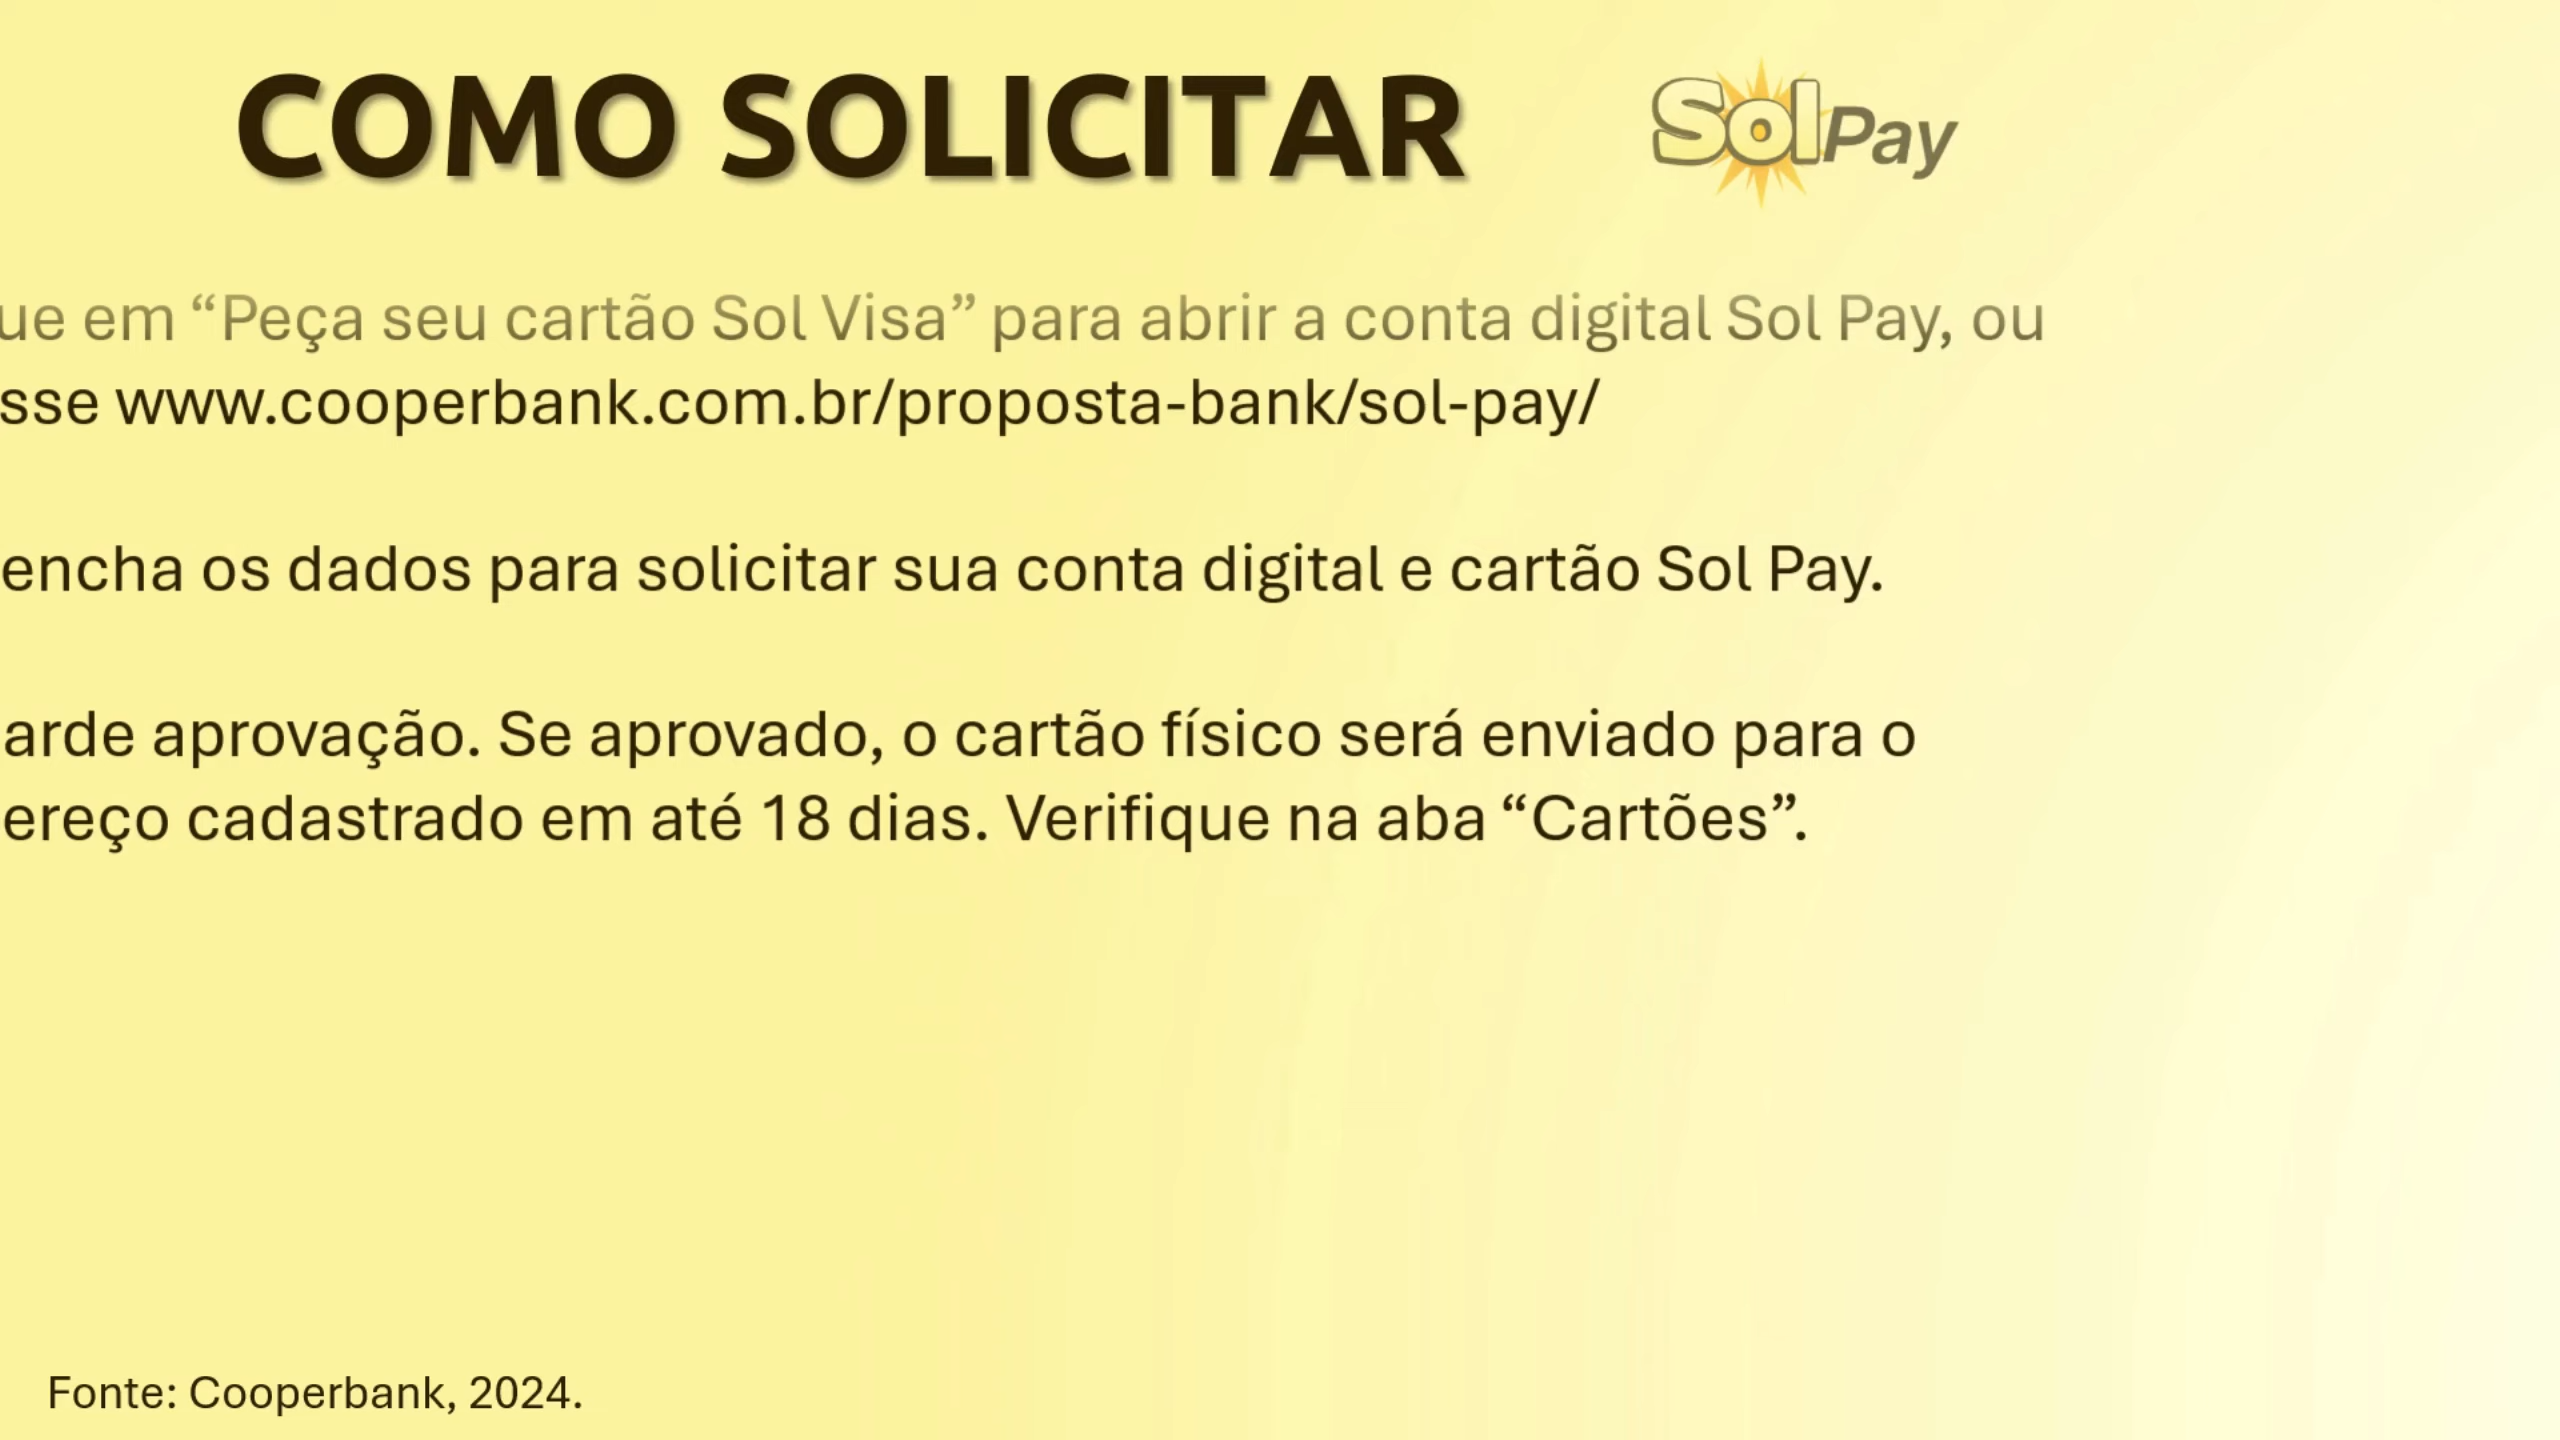 COMO SOLICITAR
Sol Pay
ue em “Peça seu cartão Sol Visa” para abrir a conta digital Sol Pay, ou
sse www.cooperbank.com.br/proposta-bank/sol-pay/
encha os dados para solicitar sua conta digital e cartão Sol Pay.
arde aprovação. Se aprovado, o cartão físico será enviado para o
ereço cadastrado em até 18 dias. Verifique na aba “Cartões”.
Fonte: Cooperbank, 2024.